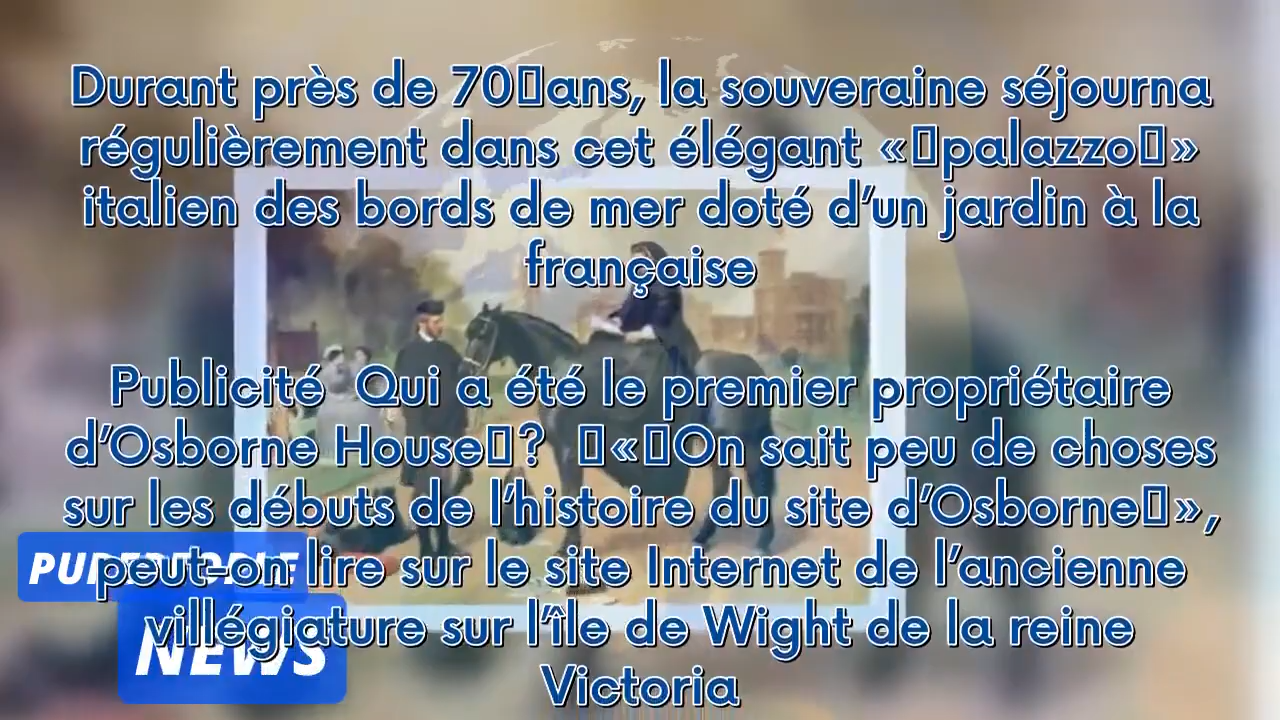 Durant près de 70▯ans, la souveraine séjourna
régulièrement dans cet élégant «▯palazzo▯»
italien des bords de mer doté d’un jardin à la
française
Publicité  Qui a été le premier propriétaire
d’Osborne House▯?  ▯«▯On sait peu de choses
sur les débuts de l’histoire du site d’Osborne▯»,
peut-on lire sur le site Internet de l’ancienne
villégiature sur l’île de Wight de la reine
Victoria
NEWS